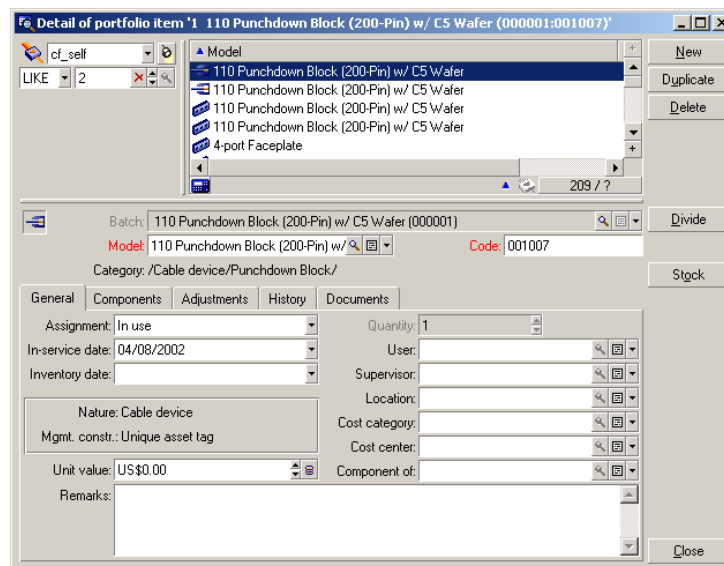 Detail of portfolio item '1 110 Punchdown Block (200-Pin) w/ C5 Wafer (000001:001007)'
cf_self
LIKE 2
Model
110 Punchdown Block (200-Pin) w/ C5 Wafer
110 Punchdown Block (200-Pin) w/ C5 Wafer
110 Punchdown Block (200-Pin) w/ C5 Wafer
110 Punchdown Block (200-Pin) w/ C5 Wafer
4-port Faceplate
209 / ?
New
Duplicate
Delete
Batch: 110 Punchdown Block (200-Pin) w/ C5 Wafer (000001)
Divide
Model: 110 Punchdown Block (200-Pin) w/ Code: 001007
Category: /Cable device/Punchdown Block/
Stock
General Components Adjustments History Documents
Assignment: In use Quantity: 1
In-service date: 04/08/2002 User:
Inventory date: Supervisor:
Location:
Nature: Cable device
Cost category:
Mgmt. constr.: Unique asset tag
Cost center:
Unit value: US$0.00 Component of:
Remarks:
Close